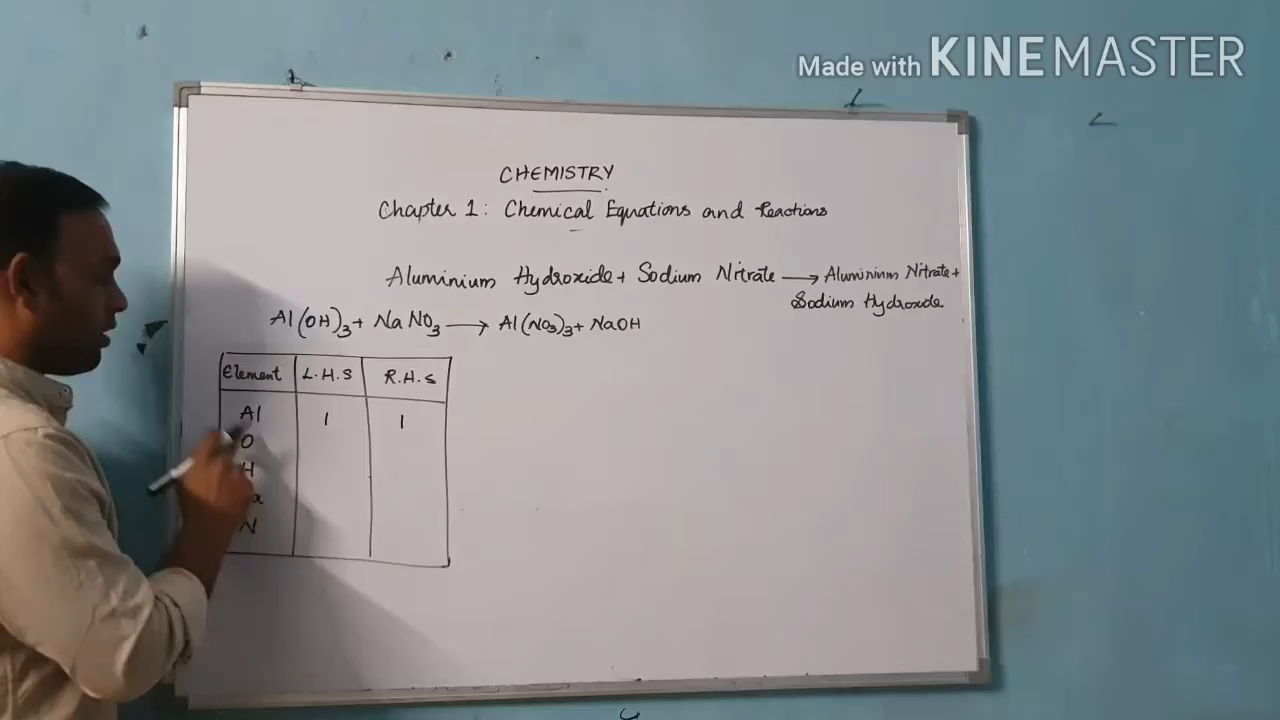 Made with KINEMASTER
CHEMISTRY
Chapter 1: Chemical Equations and Reactions
Aluminium Hydroxide + Sodium Nitrate → Aluminium Nitrate +
Sodium Hydroxide
Al(OH)₃ + NaNO₃ → Al(NO₃)₃ + NaOH
Element L.H.S R.H.S
Al 1 1
O
H
N